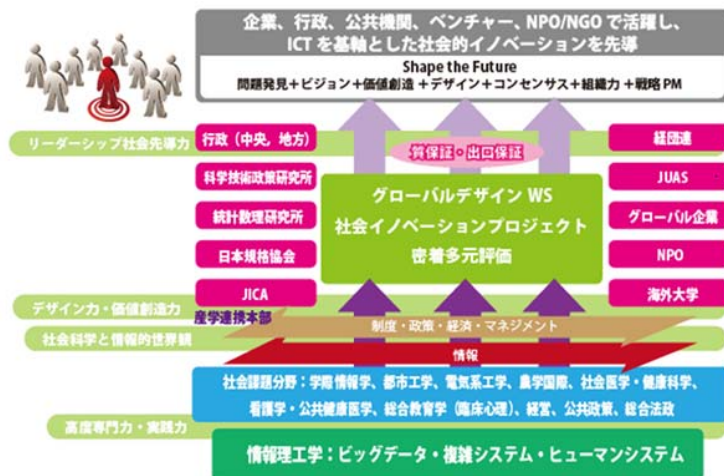 企業、行政、公共機関、ベンチャー、NPO/NGOで活躍し、
ICTを基軸とした社会的イノベーションを先導
Shape the Future
問題発見+ビジョン+価値創造+デザイン+コンセンサス+組織力+戦略PM
リーダーシップ社会先導力
行政（中央，地方）
質保証・出口保証
経団連
科学技術政策研究所
JUAS
グローバルデザインWS
統計数理研究所
社会イノベーションプロジェクト
グローバル企業
日本規格協会
密着多元評価
NPO
JICA
海外大学
デザイン力・価値創造力
産学連携本部
制度・政策・経済・マネジメント
社会科学と情報的世界観
情報
社会課題分野：学際情報学、都市工学、電気系工学、農学国際、社会医学・健康科学、
看護学・公共健康医学、総合教育学（臨床心理）、経営、公共政策、総合法政
高度専門力・実践力
情報理工学：ビッグデータ・複雑システム・ヒューマンシステム